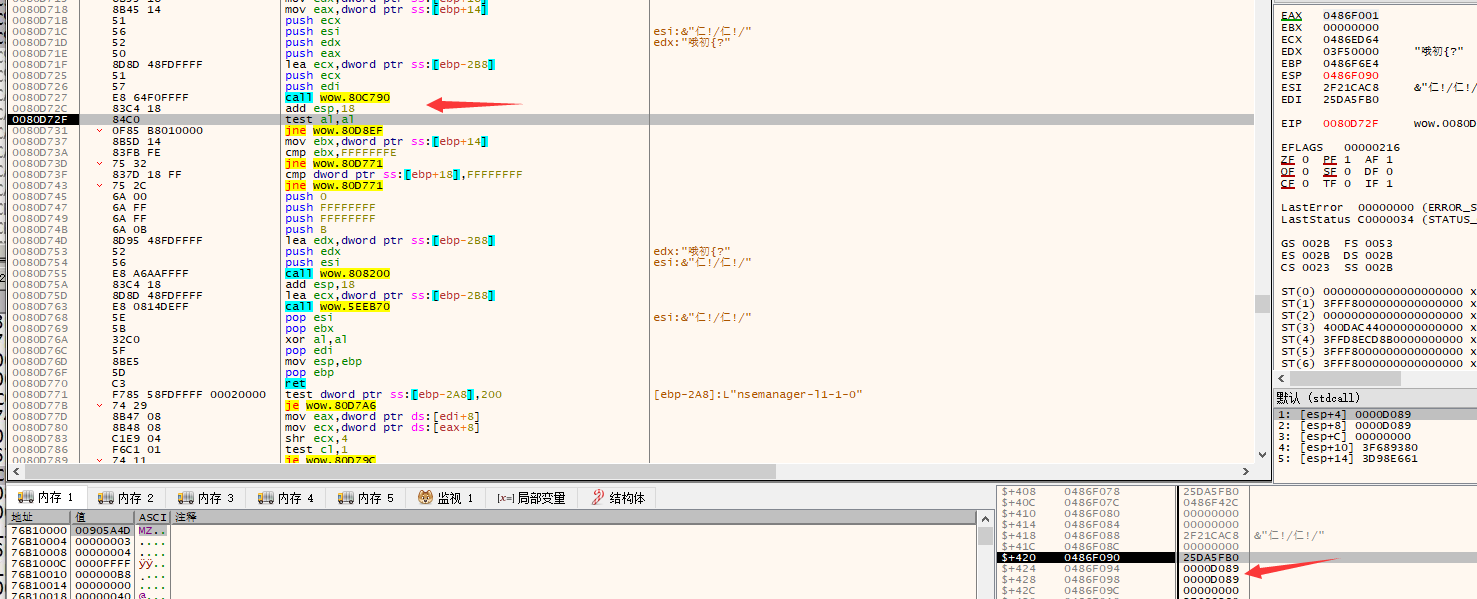 0080D718 8B45 14 mov eax,dword ptr ss:[ebp+14]
0080D71B 51 push ecx
0080D71C 56 push esi esi:&"仁!/仁!/"
0080D71D 52 push edx edx:"哦初{?"
0080D71E 50 push eax
0080D71F 8D8D 48FDFFFF lea ecx,dword ptr ss:[ebp-2B8]
0080D725 51 push ecx
0080D726 57 push edi
0080D727 E8 64F0FFFF call wow.80C790
0080D72C 83C4 18 add esp,18
0080D72F 84C0 test al,al
0080D731 0F85 B8010000 jne wow.80D8EF
0080D737 8B5D 14 mov ebx,dword ptr ss:[ebp+14]
0080D73A 83FB FE cmp ebx,FFFFFFFE
0080D73D 75 32 jne wow.80D771
0080D73F 837D 18 FF cmp dword ptr ss:[ebp+18],FFFFFFFF
0080D743 75 2C jne wow.80D771
0080D745 6A 00 push 0
0080D747 6A FF push FFFFFFFF
0080D749 6A FF push FFFFFFFF
0080D74B 6A 0B push B
0080D74D 8D95 48FDFFFF lea edx,dword ptr ss:[ebp-2B8]
0080D753 52 push edx edx:"哦初{?"
0080D754 56 push esi esi:&"仁!/仁!/"
0080D755 E8 A6AAFFFF call wow.808200
0080D75A 83C4 18 add esp,18
0080D75D 8D8D 48FDFFFF lea ecx,dword ptr ss:[ebp-2B8]
0080D763 E8 0814DEFF call wow.5EEB70
0080D768 5E pop esi esi:&"仁!/仁!/"
0080D769 5B pop ebx
0080D76A 32C0 xor al,al
0080D76C 5F pop edi
0080D76D 8BE5 mov esp,ebp
0080D76F 5D pop ebp
0080D770 C3 ret
0080D771 F785 58FDFFFF 00020000 test dword ptr ss:[ebp-2A8],200 [ebp-2A8]:L"nsemanager-l1-1-0"
0080D77B 74 29 je wow.80D7A6
0080D77D 8B47 08 mov eax,dword ptr ds:[edi+8]
0080D780 8B48 08 mov ecx,dword ptr ds:[eax+8]
0080D783 C1E9 04 shr ecx,4
0080D786 F6C1 01 test cl,1
0080D789 74 11 je wow.80D79C
EAX 0486F001
EBX 00000000
ECX 0486ED64
EDX 03F50000 "哦初{?"
EBP 0486F6E4
ESP 0486F090
ESI 2F21CAC8 &"仁!/仁!/
EDI 25DA5FB0
EIP 0080D72F wow.0080D
EFLAGS 00000216
ZF 0 PF 1 AF 1
OF 0 SF 0 DF 0
CF 0 TF 0 IF 1
LastError 00000000 (ERROR_S
LastStatus C0000034 (STATUS_
GS 002B FS 0053
ES 002B DS 002B
CS 0023 SS 002B
ST(0) 00000000000000000000 x
ST(1) 3FFF8000000000000000 x
ST(2) 00000000000000000000 x
ST(3) 400DAC44000000000000 x
ST(4) 3FFD8ECD8B0000000000 x
ST(5) 3FFF8000000000000000 x
ST(6) 3FFF8000000000000000 x
默认 (stdcall)
1: [esp+4] 0000D089
2: [esp+8] 0000D089
3: [esp+C] 00000000
4: [esp+10] 3F689380
5: [esp+14] 3D98E661
内存 1 内存 2 内存 3 内存 4 内存 5 监视 1 [x=] 局部变量 结构体
地址 值 ASCI 注释
76B10000 00905A4D MZ..
76B10004 00000003 ....
76B10008 00000004 ....
76B1000C 0000FFFF ÿÿ..
76B10010 000000B8 ....
76B10014 00000000 ....
76B10018 00000040 @...
$+408 0486F078 25DA5FB0
$+40C 0486F07C 0486F42C
$+410 0486F080 00000000
$+414 0486F084 00000000
$+418 0486F088 2F21CAC8 &"仁!/仁!/"
$+41C 0486F08C 00000000
$+420 0486F090 25DA5FB0
$+424 0486F094 0000D089
$+428 0486F098 0000D089
$+42C 0486F09C 00000000